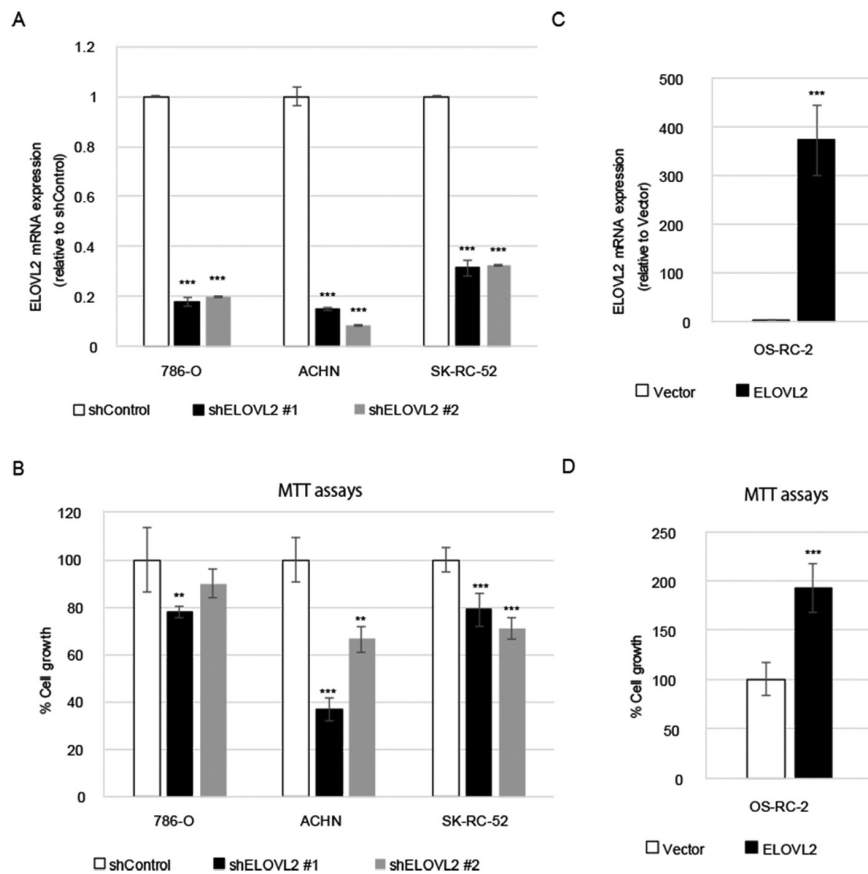 A
ELOVL2 mRNA expression
(relative to shControl)
1.2
1
0.8
0.6
0.4
0.2
0
***
***
***
***
***
***
786-O
ACHN
SK-RC-52
shControl
shELOVL2 #1
shELOVL2 #2
C
ELOVL2 mRNA expression
(relative to Vector)
500
400
300
200
100
0
***
OS-RC-2
Vector
ELOVL2
B
MTT assays
% Cell growth
120
100
80
60
40
20
0
**
***
**
***
***
786-O
ACHN
SK-RC-52
shControl
shELOVL2 #1
shELOVL2 #2
D
MTT assays
% Cell growth
250
200
150
100
50
0
***
OS-RC-2
Vector
ELOVL2